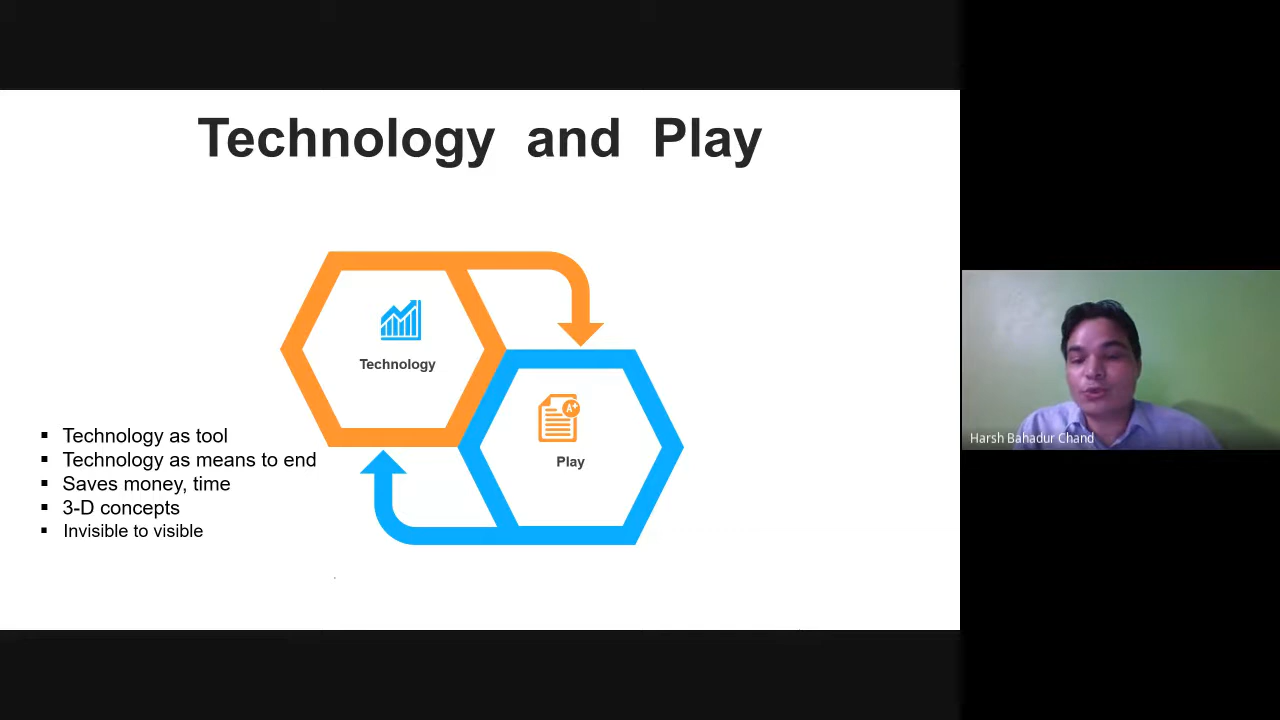 Technology and Play
Technology
A+
Play
▪ Technology as tool
▪ Technology as means to end
▪ Saves money, time
▪ 3-D concepts
▪ Invisible to visible
Harsh Bahadur Chand